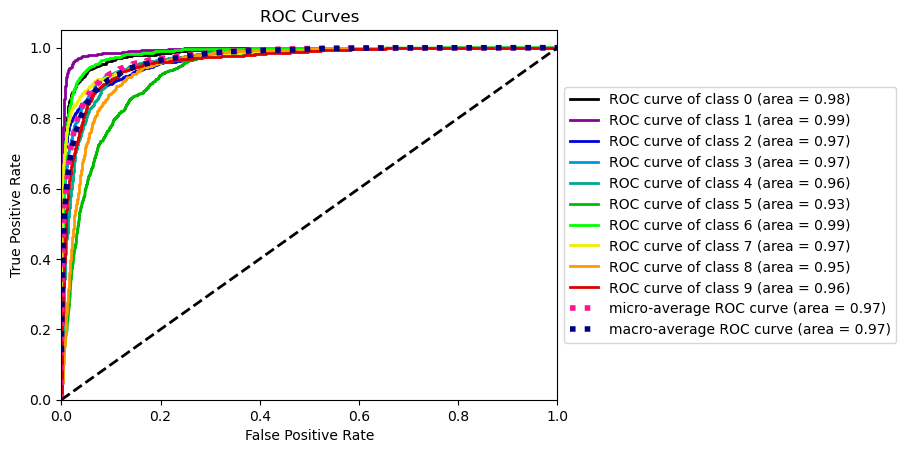 ROC Curves
True Positive Rate
1.0
0.8
0.6
0.4
0.2
0.0
0.0 0.2 0.4 0.6 0.8 1.0
False Positive Rate
ROC curve of class 0 (area = 0.98)
ROC curve of class 1 (area = 0.99)
ROC curve of class 2 (area = 0.97)
ROC curve of class 3 (area = 0.97)
ROC curve of class 4 (area = 0.96)
ROC curve of class 5 (area = 0.93)
ROC curve of class 6 (area = 0.99)
ROC curve of class 7 (area = 0.97)
ROC curve of class 8 (area = 0.95)
ROC curve of class 9 (area = 0.96)
micro-average ROC curve (area = 0.97)
macro-average ROC curve (area = 0.97)